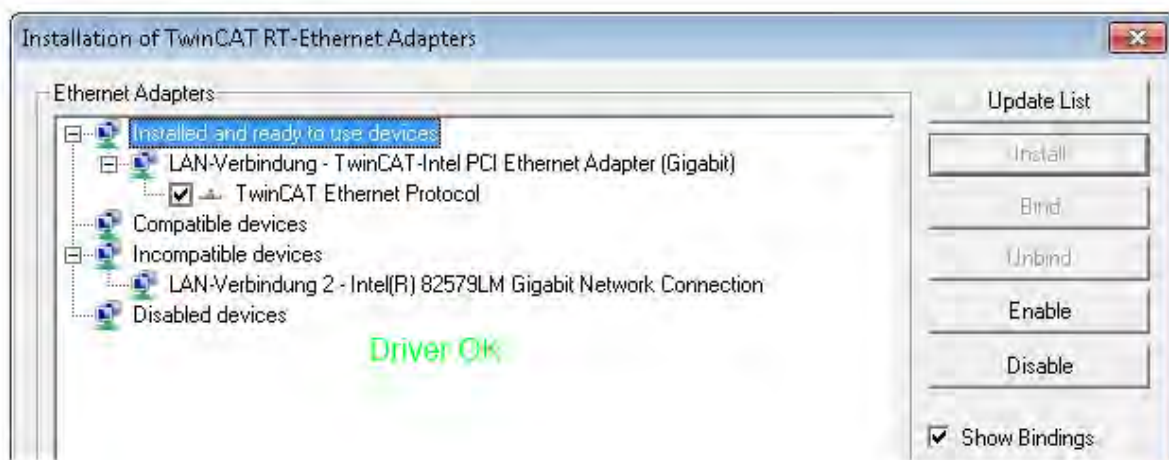 Installation of TwinCAT RT-Ethernet Adapters
Ethernet Adapters
Update List
Installed and ready to use devices
Install
LAN-Verbindung - TwinCAT-Intel PCI Ethernet Adapter (Gigabit)
TwinCAT Ethernet Protocol
Bind
Compatible devices
Incompatible devices
Unbind
LAN-Verbindung 2 - Intel(R) 82579LM Gigabit Network Connection
Disabled devices
Enable
Driver OK
Disable
Show Bindings